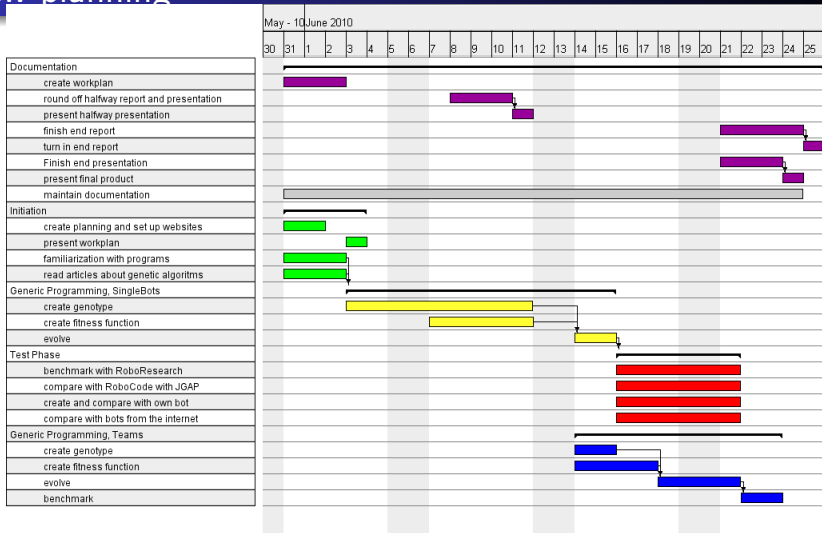 planning
May - 10 June 2010
30 31 1 2 3 4 5 6 7 8 9 10 11 12 13 14 15 16 17 18 19 20 21 22 23 24 25
Documentation
create workplan
round off halfway report and presentation
present halfway presentation
finish end report
turn in end report
Finish end presentation
present final product
maintain documentation
Initiation
create planning and set up websites
present workplan
familiarization with programs
read articles about genetic algoritms
Generic Programming, SingleBots
create genotype
create fitness function
evolve
Test Phase
benchmark with RoboResearch
compare with RoboCode with JGAP
create and compare with own bot
compare with bots from the internet
Generic Programming, Teams
create genotype
create fitness function
evolve
benchmark